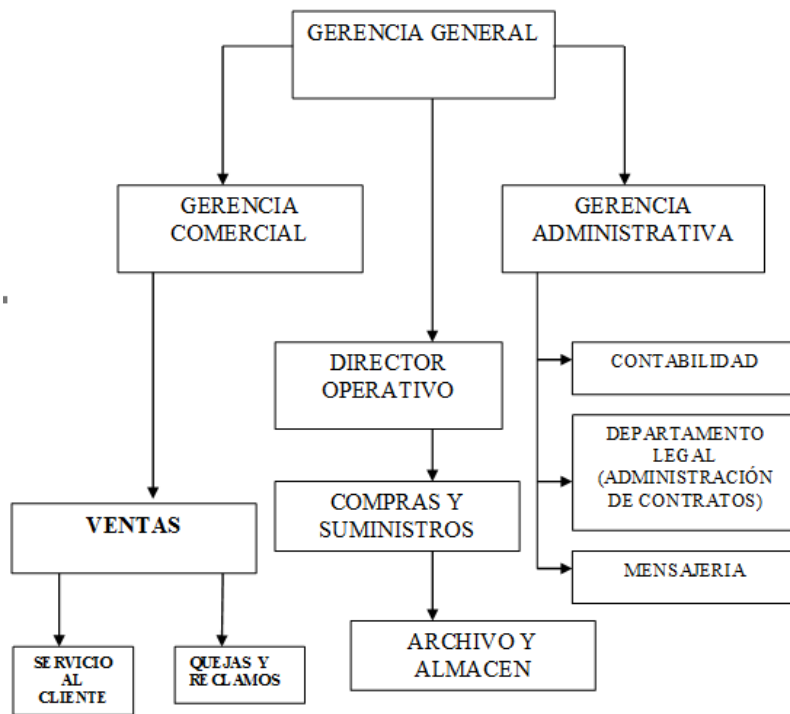 GERENCIA GENERAL
GERENCIA
COMERCIAL
GERENCIA
ADMINISTRATIVA
DIRECTOR
OPERATIVO
CONTABILIDAD
DEPARTAMENTO
LEGAL
(ADMINISTRACIÓN
DE CONTRATOS)
VENTAS
COMPRAS Y
SUMINISTROS
MENSAJERIA
SERVICIO
AL
CLIENTE
QUEJAS Y
RECLAMOS
ARCHIVO Y
ALMACEN